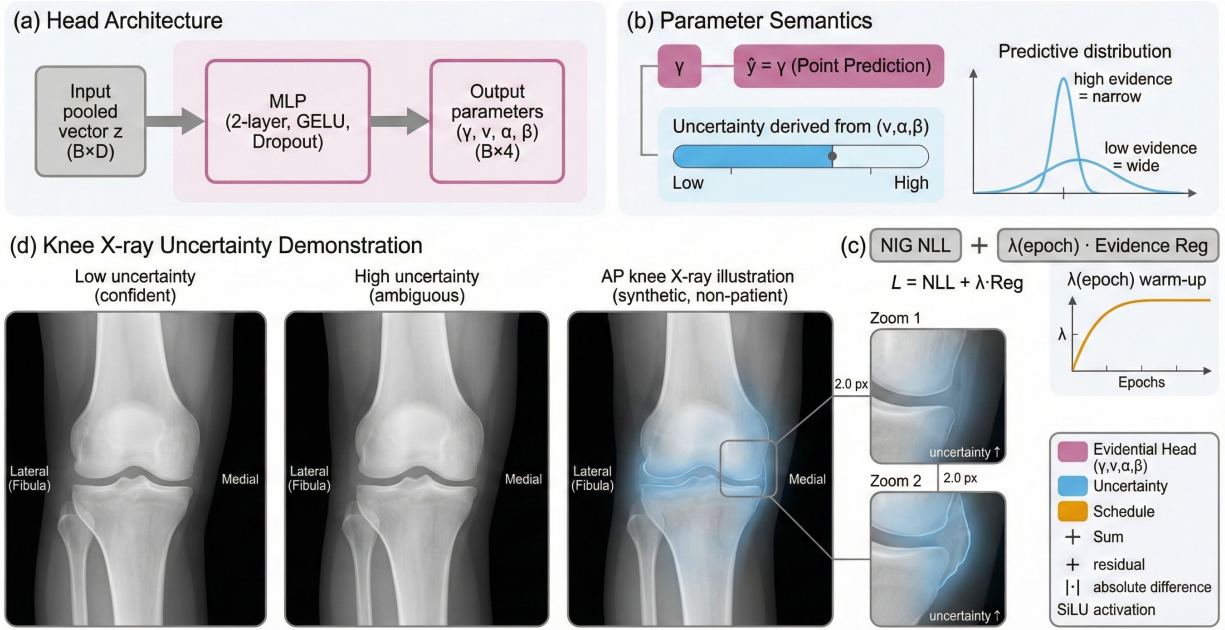 (a) Head Architecture
Input
pooled
vector z
(B×D)
MLP
(2-layer, GELU,
Dropout)
Output
parameters
(γ, ν, α, β)
(B×4)
(b) Parameter Semantics
γ
ŷ = γ (Point Prediction)
Uncertainty derived from (ν,α,β)
Low
High
Predictive distribution
high evidence
= narrow
low evidence
= wide
(d) Knee X-ray Uncertainty Demonstration
Low uncertainty
(confident)
Lateral
(Fibula)
Medial
High uncertainty
(ambiguous)
Lateral
(Fibula)
Medial
AP knee X-ray illustration
(synthetic, non-patient)
Lateral
(Fibula)
Medial
(c)
NIG NLL
+
λ(epoch) · Evidence Reg
L = NLL + λ·Reg
Zoom 1
2.0 px
uncertainty ↑
2.0 px
Zoom 2
uncertainty ↑
λ(epoch) warm-up
λ
Epochs
Evidential Head
(γ,ν,α,β)
Uncertainty
Schedule
+ Sum
+ residual
|·| absolute difference
SiLU activation